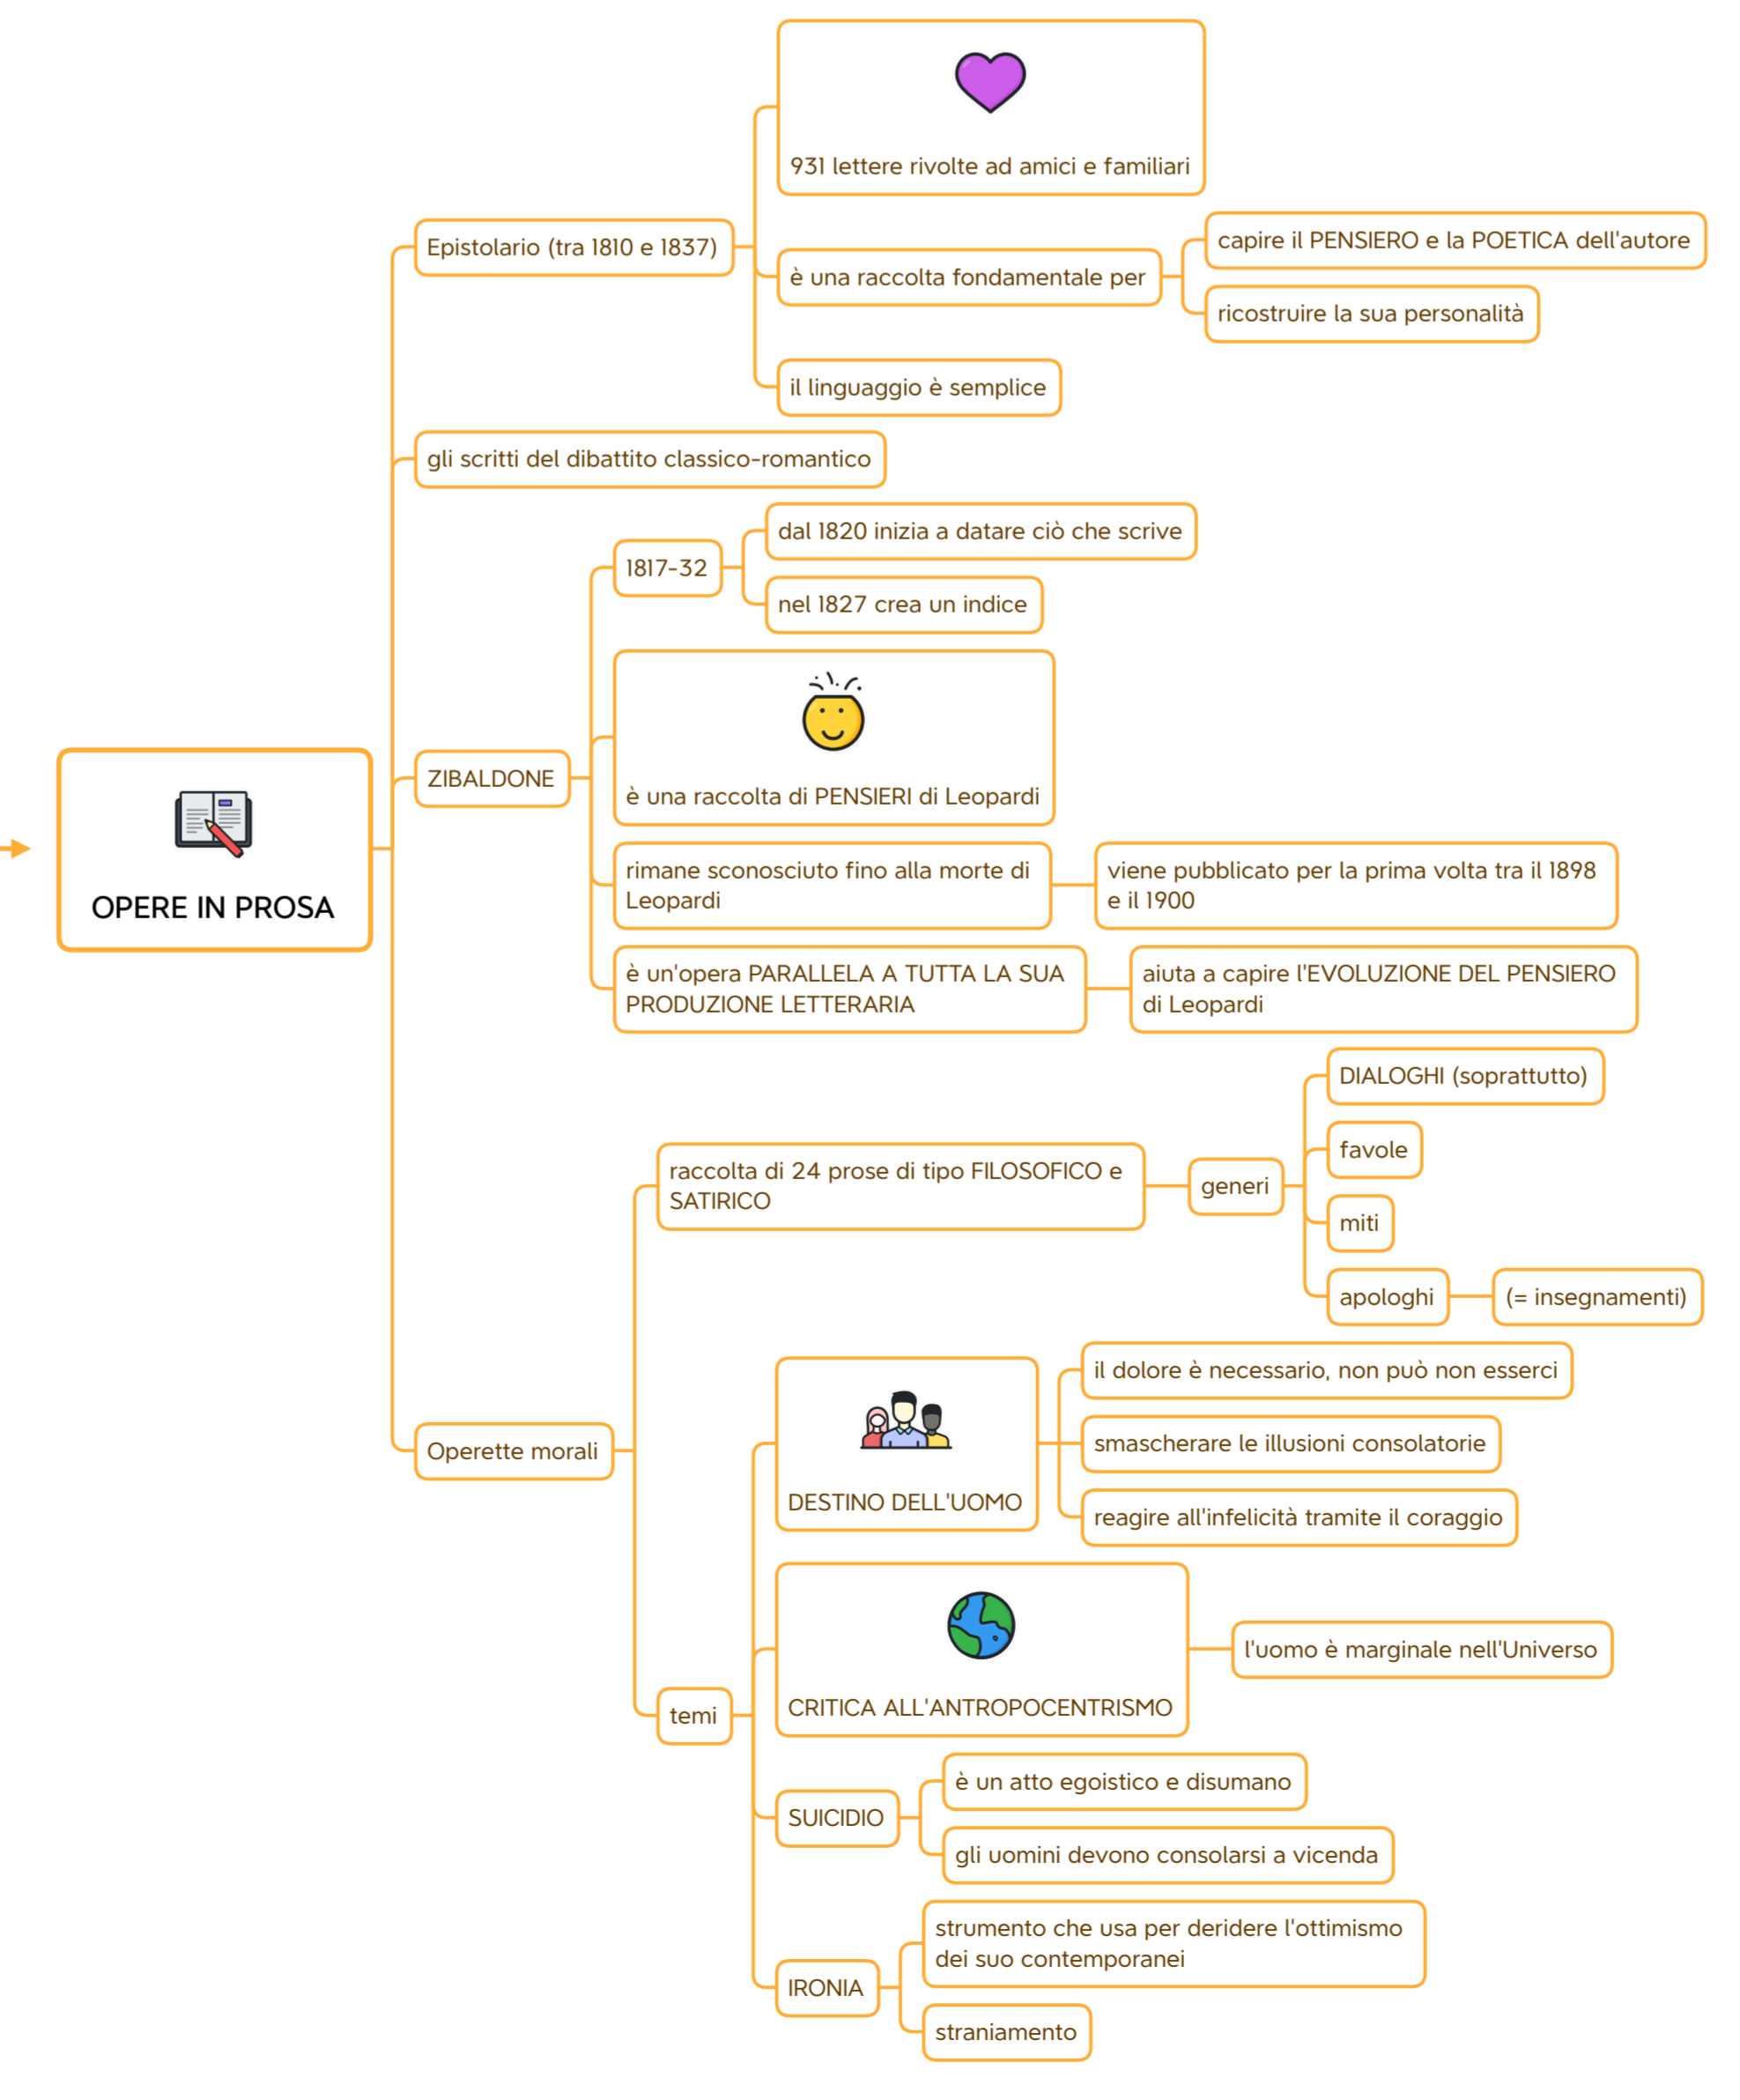 OPERE IN PROSA
Epistolario (tra 1810 e 1837)
931 lettere rivolte ad amici e familiari
è una raccolta fondamentale per
capire il PENSIERO e la POETICA dell'autore
ricostruire la sua personalità
il linguaggio è semplice
gli scritti del dibattito classico-romantico
ZIBALDONE
1817-32
dal 1820 inizia a datare ciò che scrive
nel 1827 crea un indice
è una raccolta di PENSIERI di Leopardi
rimane sconosciuto fino alla morte di
Leopardi
viene pubblicato per la prima volta tra il 1898
e il 1900
è un'opera PARALLELA A TUTTA LA SUA
PRODUZIONE LETTERARIA
aiuta a capire l'EVOLUZIONE DEL PENSIERO
di Leopardi
Operette morali
raccolta di 24 prose di tipo FILOSOFICO e
SATIRICO
generi
DIALOGHI (soprattutto)
favole
miti
apologhi
(= insegnamenti)
temi
DESTINO DELL'UOMO
il dolore è necessario, non può non esserci
smascherare le illusioni consolatorie
reagire all'infelicità tramite il coraggio
CRITICA ALL'ANTROPOCENTRISMO
l'uomo è marginale nell'Universo
SUICIDIO
è un atto egoistico e disumano
gli uomini devono consolarsi a vicenda
IRONIA
strumento che usa per deridere l'ottimismo
dei suo contemporanei
straniamento